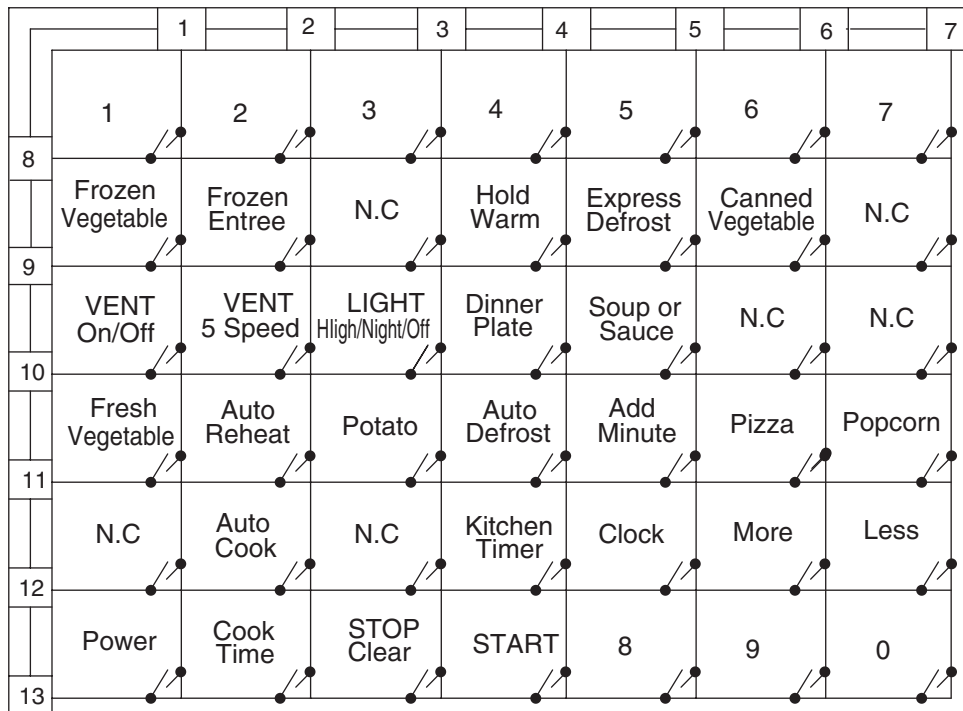 1 2 3 4 5 6 7
1 2 3 4 5 6 7
8
Frozen
Vegetable
Frozen
Entree
N.C
Hold
Warm
Express
Defrost
Canned
Vegetable
N.C
9
VENT
On/Off
VENT
5 Speed
LIGHT
HIigh/Night/Off
Dinner
Plate
Soup or
Sauce
N.C
N.C
10
Fresh
Vegetable
Auto
Reheat
Potato
Auto
Defrost
Add
Minute
Pizza
Popcorn
11
N.C
Auto
Cook
N.C
Kitchen
Timer
Clock
More
Less
12
Power
Cook
Time
STOP
Clear
START
8
9
0
13